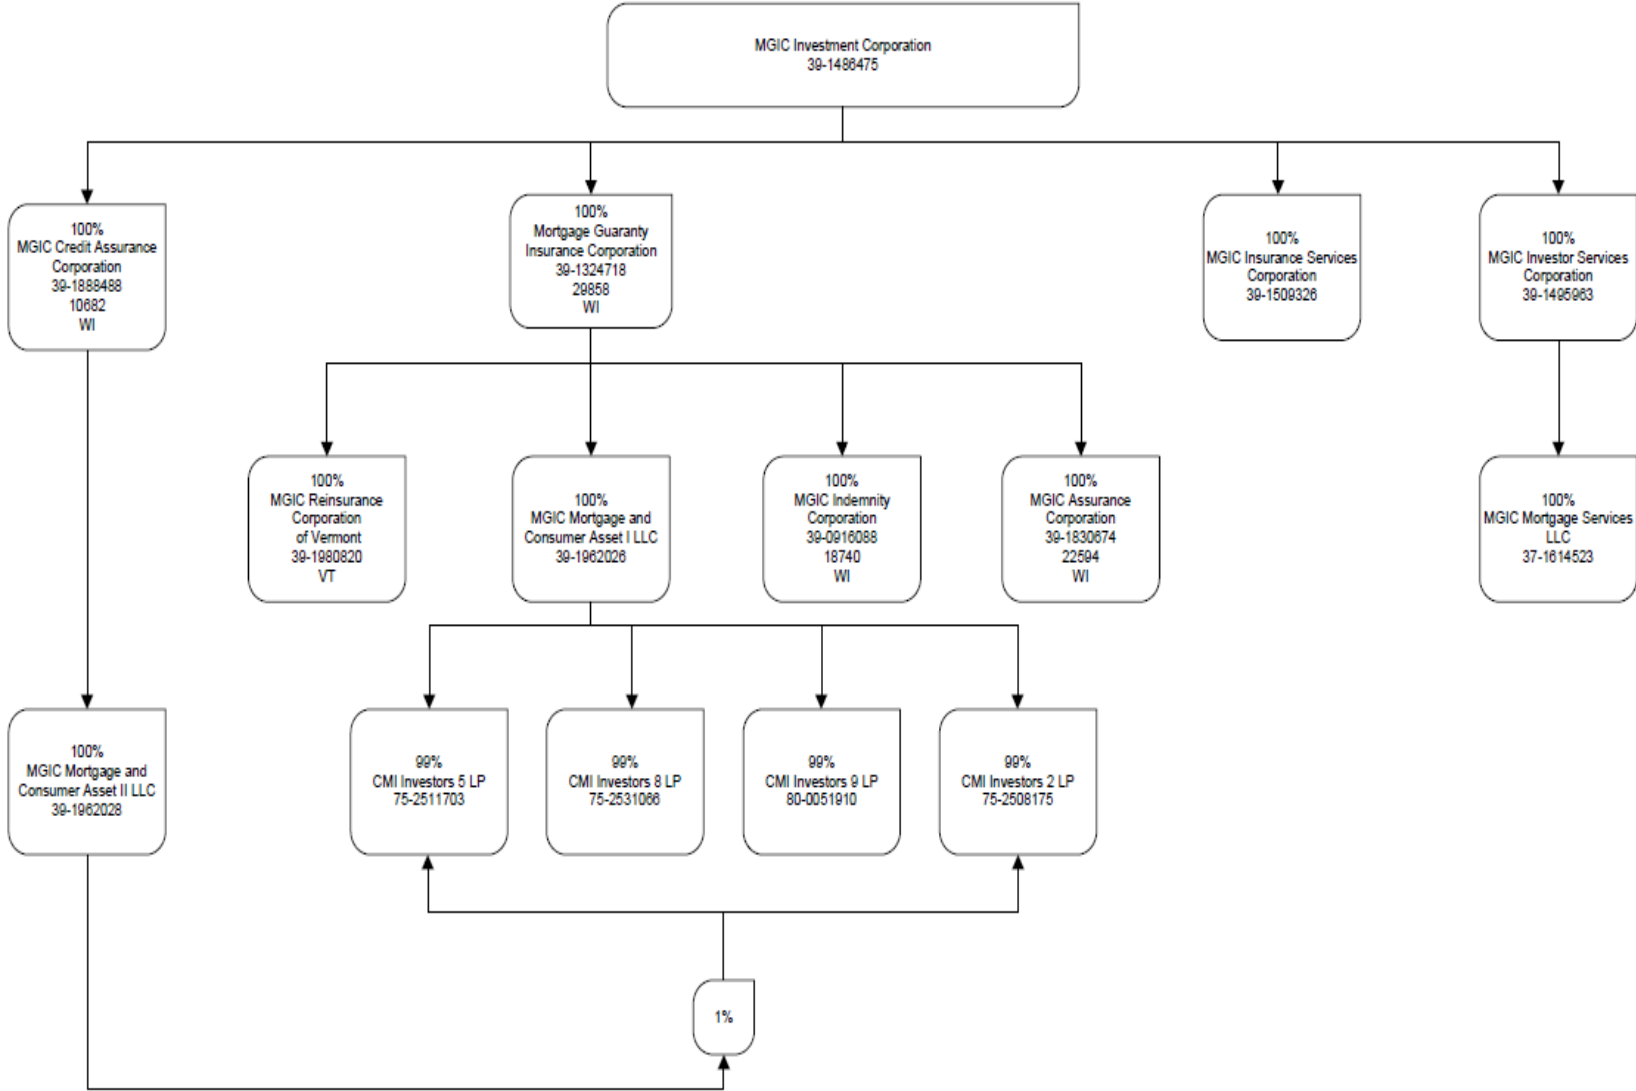 MGIC Investment Corporation
39-1486475
100%
MGIC Credit Assurance
Corporation
39-1888488
10682
WI
100%
Mortgage Guaranty
Insurance Corporation
39-1324718
29858
WI
100%
MGIC Insurance Services
Corporation
39-1509326
100%
MGIC Investor Services
Corporation
39-1495963
100%
MGIC Reinsurance
Corporation
of Vermont
39-1980820
VT
100%
MGIC Mortgage and
Consumer Asset I LLC
39-1962026
100%
MGIC Indemnity
Corporation
39-0916088
18740
WI
100%
MGIC Assurance
Corporation
39-1830674
22594
WI
100%
MGIC Mortgage Services
LLC
37-1614523
100%
MGIC Mortgage and
Consumer Asset II LLC
39-1962028
99%
CMI Investors 5 LP
75-2511703
99%
CMI Investors 8 LP
75-2531066
99%
CMI Investors 9 LP
80-0051910
99%
CMI Investors 2 LP
75-2508175
1%